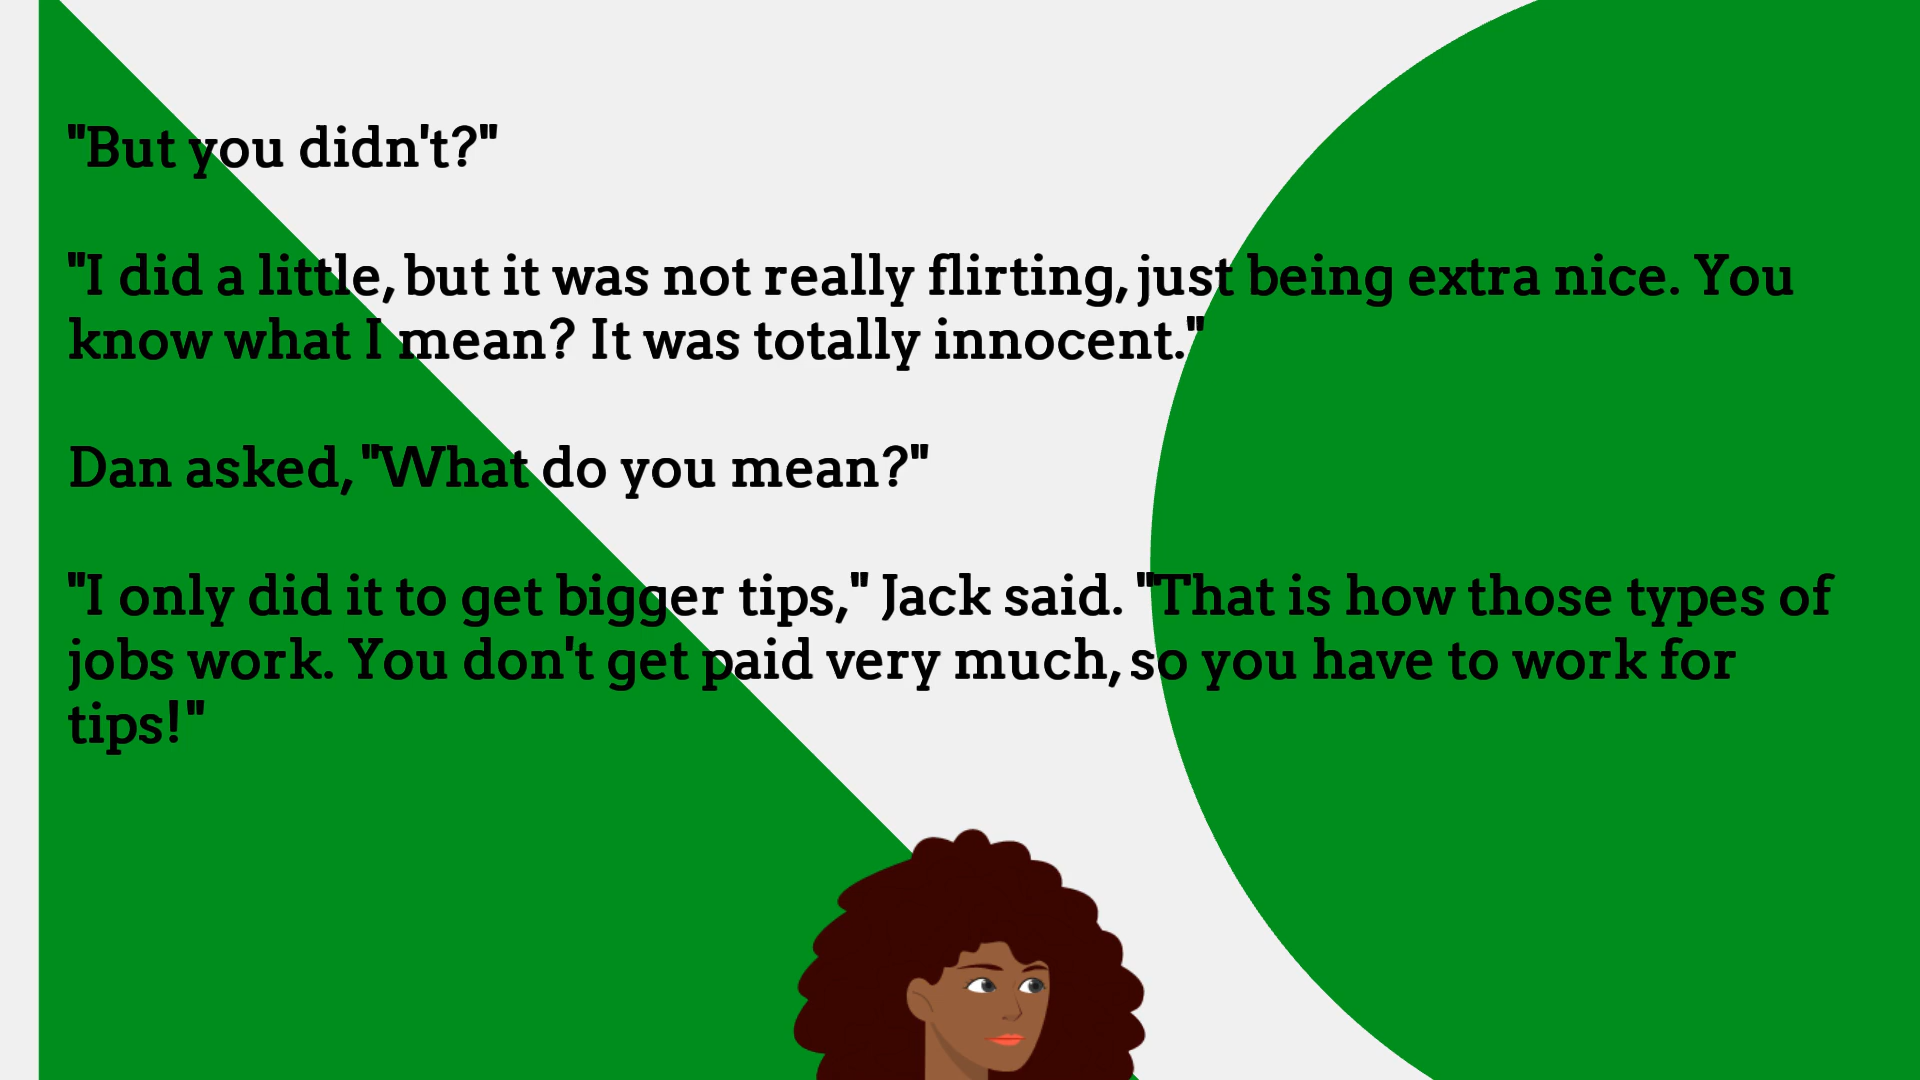 "But you didn't?"
"I did a little, but it was not really flirting, just being extra nice. You
know what I mean? It was totally innocent."
Dan asked, "What do you mean?"
"I only did it to get bigger tips," Jack said. "That is how those types of
jobs work. You don't get paid very much, so you have to work for
tips!"